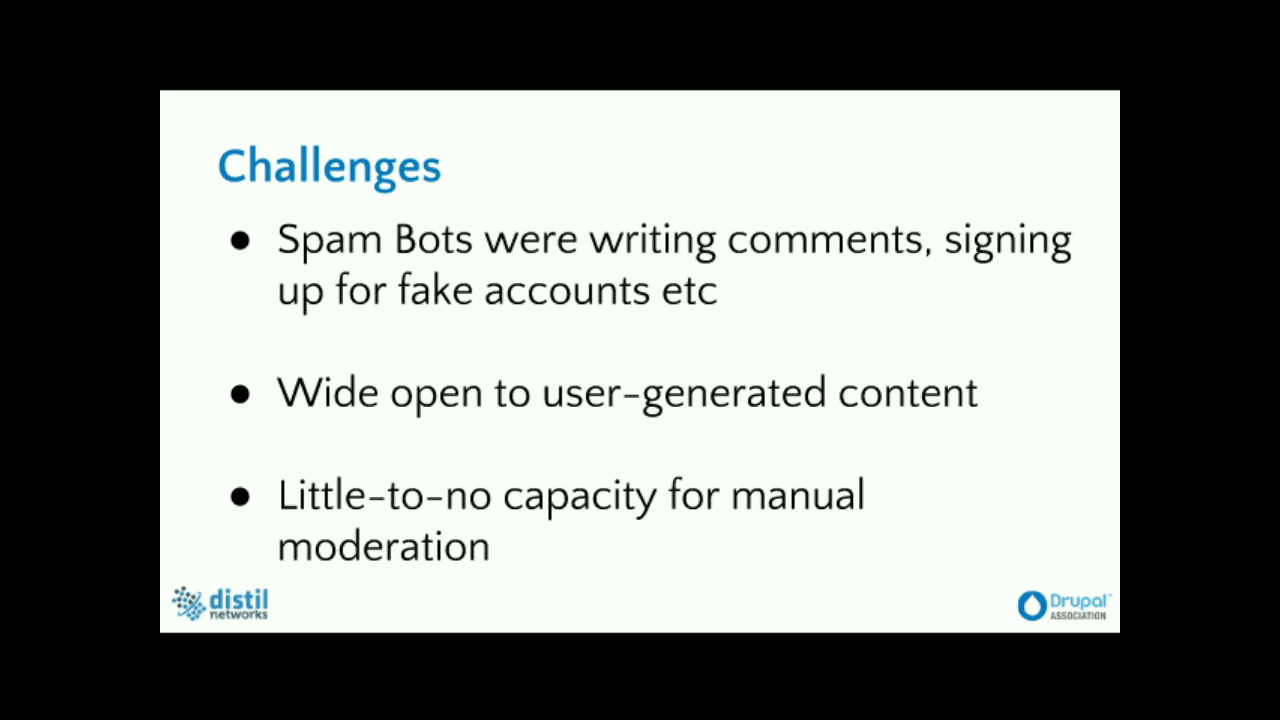 Challenges
● Spam Bots were writing comments, signing
up for fake accounts etc
● Wide open to user-generated content
● Little-to-no capacity for manual
moderation
distil
networks
Drupal™
ASSOCIATION